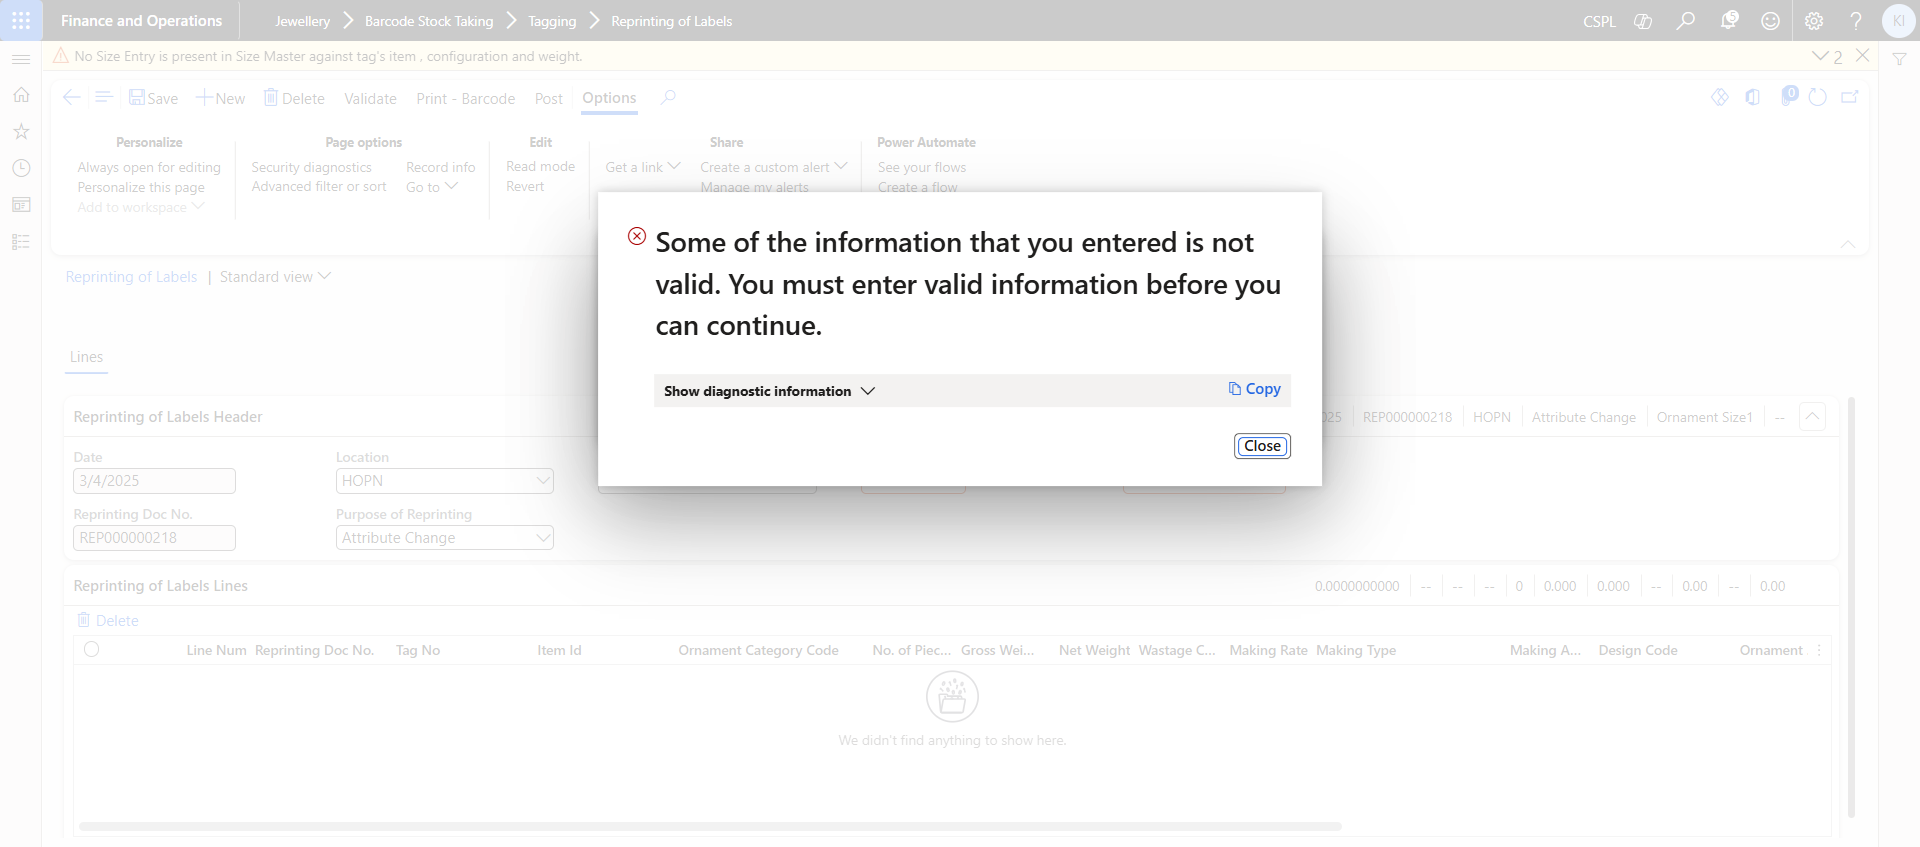 Finance and Operations
Jewellery
Barcode Stock Taking
Tagging
Reprinting of Labels
CSPL
5
?
KI
No Size Entry is present in Size Master against tag's item , configuration and weight.
2
Save
New
Delete
Validate
Print - Barcode
Post
Options
0
Personalize
Always open for editing
Personalize this page
Add to workspace
Page options
Security diagnostics
Advanced filter or sort
Record info
Go to
Edit
Read mode
Revert
Share
Get a link
Create a custom alert
Manage my alerts
Power Automate
See your flows
Create a flow
Some of the information that you entered is not
valid. You must enter valid information before you
can continue.
Show diagnostic information
Copy
Close
Reprinting of Labels | Standard view
Lines
Reprinting of Labels Header
025
REP000000218
HOPN
Attribute Change
Ornament Size1
--
Date
3/4/2025
Location
HOPN
Reprinting Doc No.
REP000000218
Purpose of Reprinting
Attribute Change
Reprinting of Labels Lines
0.0000000000
--
--
--
0
0.000
0.000
--
0.00
--
0.00
Delete
Line Num
Reprinting Doc No.
Tag No
Item Id
Ornament Category Code
No. of Piec...
Gross Wei...
Net Weight
Wastage C...
Making Rate
Making Type
Making A...
Design Code
Ornament
We didn't find anything to show here.